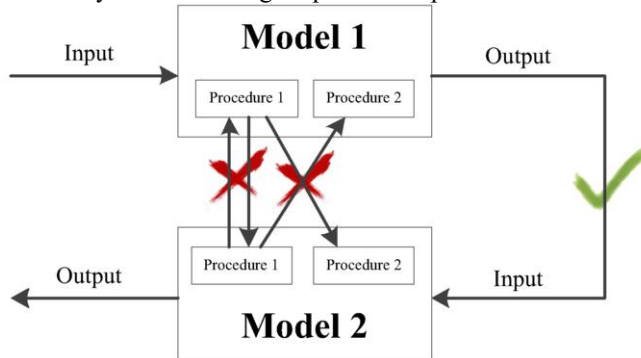 Model 1
Input
Output
Procedure 1
Procedure 2
Procedure 1
Procedure 2
Output
Input
Model 2